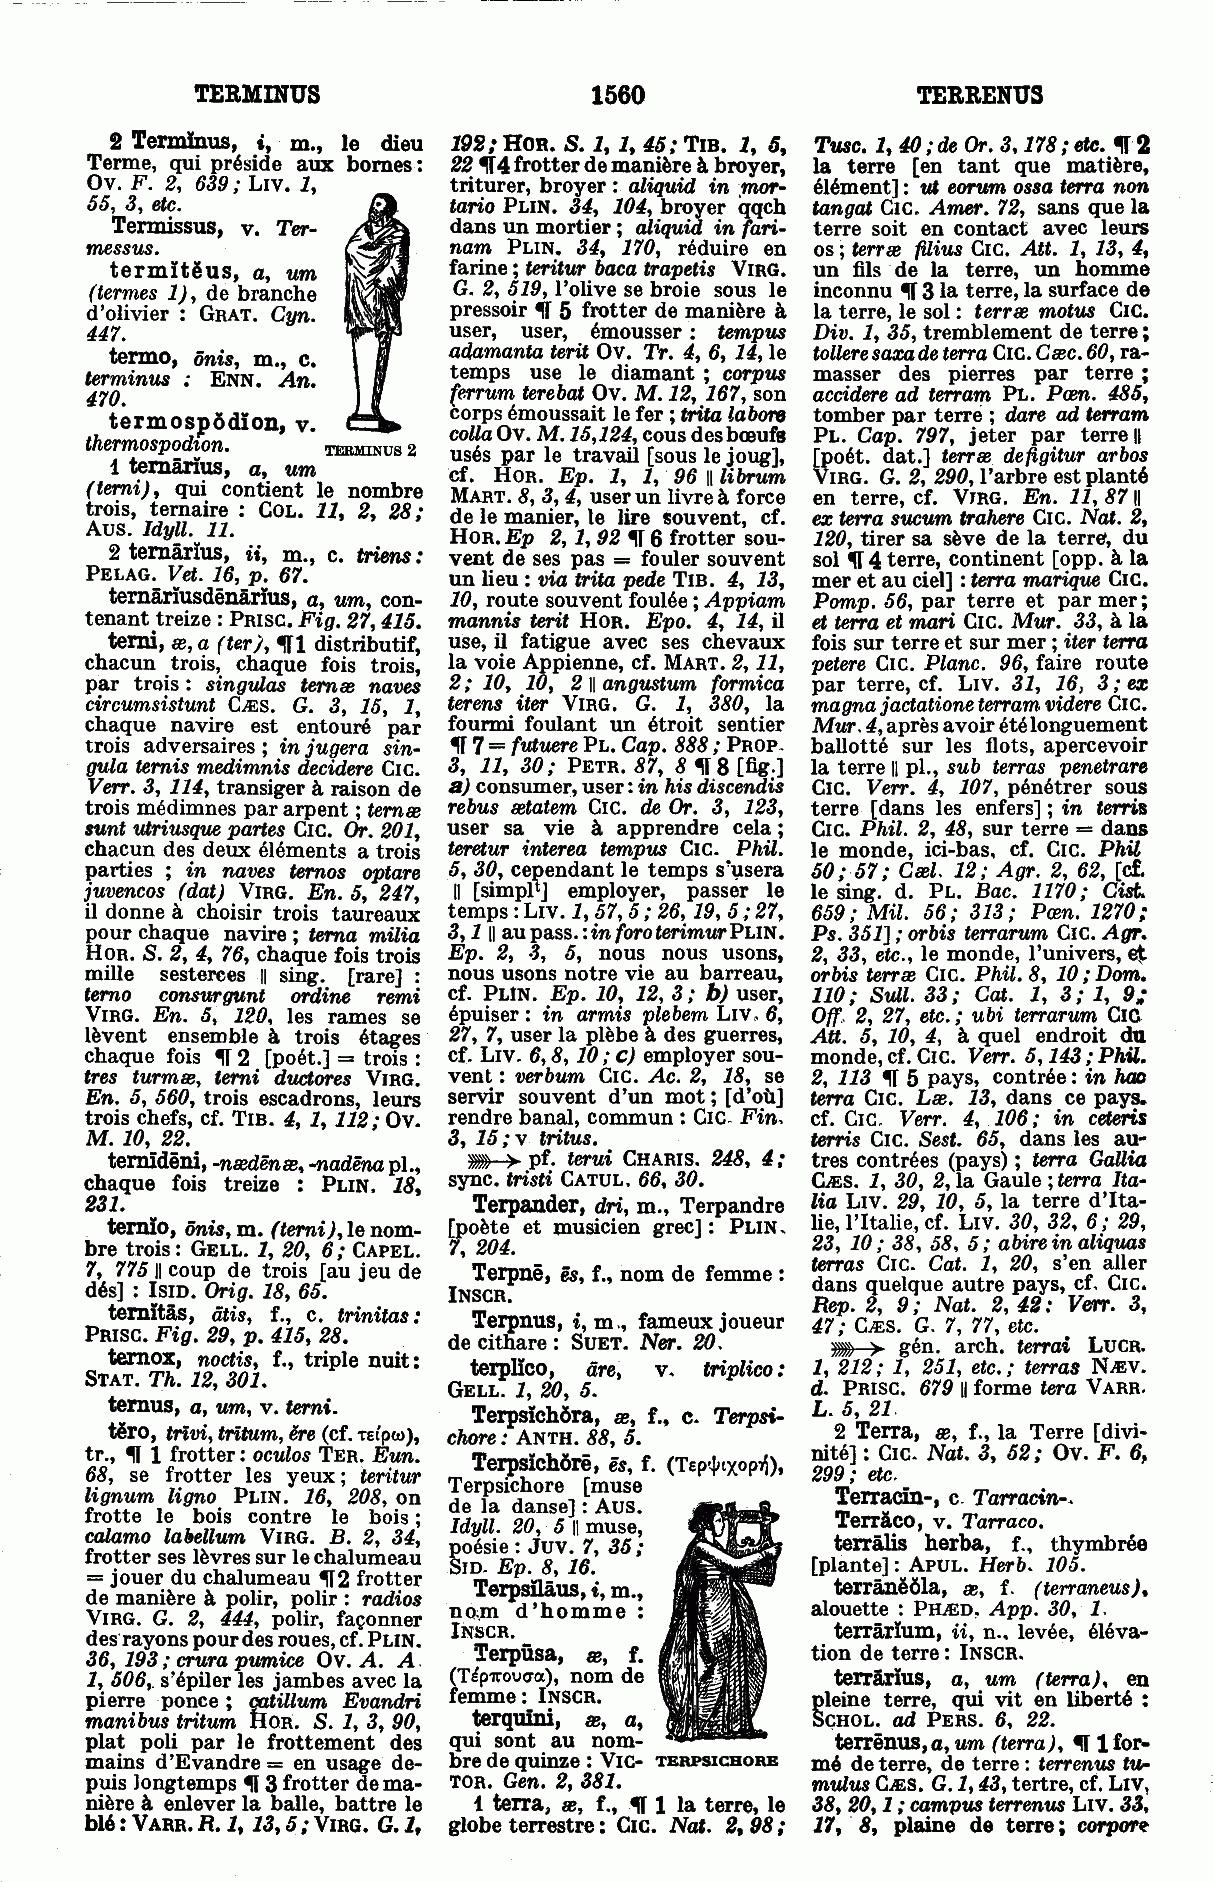 TERMINUS
1560
TERRENUS
2 Termĭnus, i, m., le dieu
Terme, qui préside aux bornes:
Ov. F. 2, 639; Liv. 1,
55, 3, etc.
Termissus, v. Ter-
messus.
termĭtĕus, a, um
(termes 1), de branche
d'olivier : Grat. Cyn.
447.
termo, ōnis, m., c.
terminus : Enn. An.
470.
termospŏdĭon, v.
thermospodion.
TERMINUS 2
1 ternārĭus, a, um
(terni), qui contient le nombre
trois, ternaire : Col. 11, 2, 28;
Aus. Idyll. 11.
2 ternārĭus, ii, m., c. triens:
Pelag. Vet. 16, p. 67.
ternārĭusdēnārĭus, a, um, con-
tenant treize : Prisc. Fig. 27, 415.
terni, æ, a (ter), ¶ 1 distributif,
chacun trois, chaque fois trois,
par trois : singulas ternæ naves
circumsistunt Cæs. G. 3, 15, 1,
chaque navire est entouré par
trois adversaires ; in jugera sin-
gula ternis medimnis decidere Cic.
Verr. 3, 114, transiger à raison de
trois médimnes par arpent ; ternæ
sunt utriusque partes Cic. Or. 201,
chacun des deux éléments a trois
parties ; in naves ternos optare
juvencos (dat) Virg. En. 5, 247,
il donne à choisir trois taureaux
pour chaque navire ; terna milia
Hor. S. 2, 4, 76, chaque fois trois
mille sesterces || sing. [rare] :
terno consurgunt ordine remi
Virg. En. 5, 120, les rames se
lèvent ensemble à trois étages
chaque fois ¶ 2 [poét.] = trois :
tres turmæ, terni ductores Virg.
En. 5, 560, trois escadrons, leurs
trois chefs, cf. Tib. 4, 1, 112; Ov.
M. 10, 22.
ternĭdēni, -nædēnæ, -nadēna pl.,
chaque fois treize : Plin. 18,
231.
ternĭo, ōnis, m. (terni), le nom-
bre trois : Gell. 1, 20, 6; Capel.
7, 775 || coup de trois [au jeu de
dés] : Isid. Orig. 18, 65.
ternĭtās, ātis, f., c. trinitas:
Prisc. Fig. 29, p. 415, 28.
ternox, noctis, f., triple nuit:
Stat. Th. 12, 301.
ternus, a, um, v. terni.
tĕro, trīvi, trītum, ĕre (cf. τείρω),
tr., ¶ 1 frotter : oculos Ter. Eun.
68, se frotter les yeux ; teritur
lignum ligno Plin. 16, 208, on
frotte le bois contre le bois ;
calamo labellum Virg. B. 2, 34,
frotter ses lèvres sur le chalumeau
= jouer du chalumeau ¶ 2 frotter
de manière à polir, polir : radios
Virg. G. 2, 444, polir, façonner
des rayons pour des roues, cf. Plin.
36, 193; crura pumice Ov. A. A.
1, 506, s'épiler les jambes avec la
pierre ponce ; catillum Evandri
manibus tritum Hor. S. 1, 3, 90,
plat poli par le frottement des
mains d'Evandre = en usage de-
puis longtemps ¶ 3 frotter de ma-
nière à enlever la balle, battre le
blé : Varr. R. 1, 13, 5; Virg. G. 1,
192; Hor. S. 1, 1, 45; Tib. 1, 5,
22 ¶ 4 frotter de manière à broyer,
triturer, broyer : aliquid in mor-
tario Plin. 34, 104, broyer qqch
dans un mortier ; aliquid in fari-
nam Plin. 34, 170, réduire en
farine ; teritur baca trapetis Virg.
G. 2, 519, l'olive se broie sous le
pressoir ¶ 5 frotter de manière à
user, user, émousser : tempus
adamanta terit Ov. Tr. 4, 6, 14, le
temps use le diamant ; corpus
ferrum terebat Ov. M. 12, 167, son
corps émoussait le fer ; trita labore
colla Ov. M. 15, 124, cous des bœufs
usés par le travail [sous le joug],
cf. Hor. Ep. 1, 1, 96 || librum
Mart. 8, 3, 4, user un livre à force
de le manier, le lire souvent, cf.
Hor. Ep 2, 1, 92 ¶ 6 frotter sou-
vent de ses pas = fouler souvent
un lieu : via trita pede Tib. 4, 13,
10, route souvent foulée ; Appiam
mannis terit Hor. Epo. 4, 14, il
use, il fatigue avec ses chevaux
la voie Appienne, cf. Mart. 2, 11,
2; 10, 10, 2 || angustum formica
terens iter Virg. G. 1, 380, la
fourmi foulant un étroit sentier
¶ 7 = futuere Pl. Cap. 888; Prop.
3, 11, 30; Petr. 87, 8 ¶ 8 [fig.]
a) consumer, user : in his discendis
rebus ætatem Cic. de Or. 3, 123,
user sa vie à apprendre cela ;
teretur interea tempus Cic. Phil.
5, 30, cependant le temps s'usera
|| [simplt] employer, passer le
temps : Liv. 1, 57, 5; 26, 19, 5; 27,
3, 1 || au pass. : in foro terimur Plin.
Ep. 2, 3, 5, nous nous usons,
nous usons notre vie au barreau,
cf. Plin. Ep. 10, 12, 3; b) user,
épuiser : in armis plebem Liv. 6,
27, 7, user la plèbe à des guerres,
cf. Liv. 6, 8, 10; c) employer sou-
vent : verbum Cic. Ac. 2, 18, se
servir souvent d'un mot ; [d'où]
rendre banal, commun : Cic. Fin.
3, 15; v tritus.
➳ pf. terui Charis. 248, 4;
sync. tristi Catul. 66, 30.
Terpander, dri, m., Terpandre
[poète et musicien grec] : Plin.
7, 204.
Terpnē, ēs, f., nom de femme :
Inscr.
Terpnus, i, m., fameux joueur
de cithare : Suet. Ner. 20.
terplĭco, āre, v. triplico:
Gell. 1, 20, 5.
Terpsĭchŏra, æ, f., c. Terpsi-
chore: Anth. 88, 5.
Terpsĭchŏrē, ēs, f. (Τερψιχορή),
Terpsichore [muse
de la danse] : Aus.
Idyll. 20, 5 || muse,
poésie : Juv. 7, 35;
Sid. Ep. 8, 16.
Terpsĭlāus, i, m.,
nom d'homme :
Inscr.
Terpūsa, æ, f.
(Τέρπουσα), nom de
femme : Inscr.
terquīni, æ, a,
qui sont au nom-
bre de quinze : Vic-
tor. Gen. 2, 381.
TERPSICHORE
1 terra, æ, f., ¶ 1 la terre, le
globe terrestre : Cic. Nat. 2, 98;
Tusc. 1, 40; de Or. 3, 178; etc. ¶ 2
la terre [en tant que matière,
élément] : ut eorum ossa terra non
tangat Cic. Amer. 72, sans que la
terre soit en contact avec leurs
os ; terræ filius Cic. Att. 1, 13, 4,
un fils de la terre, un homme
inconnu ¶ 3 la terre, la surface de
la terre, le sol : terræ motus Cic.
Div. 1, 35, tremblement de terre ;
tollere saxa de terra Cic. Cæc. 60, ra-
masser des pierres par terre ;
accidere ad terram Pl. Pœn. 485,
tomber par terre ; dare ad terram
Pl. Cap. 797, jeter par terre ||
[poét. dat.] terræ defigitur arbos
Virg. G. 2, 290, l'arbre est planté
en terre, cf. Virg. En. 11, 87 ||
ex terra sucum trahere Cic. Nat. 2,
120, tirer sa sève de la terre, du
sol ¶ 4 terre, continent [opp. à la
mer et au ciel] : terra marique Cic.
Pomp. 56, par terre et par mer ;
et terra et mari Cic. Mur. 33, à la
fois sur terre et sur mer ; iter terra
petere Cic. Planc. 96, faire route
par terre, cf. Liv. 31, 16, 3; ex
magna jactatione terram videre Cic.
Mur. 4, après avoir été longuement
ballotté sur les flots, apercevoir
la terre || pl., sub terras penetrare
Cic. Verr. 4, 107, pénétrer sous
terre [dans les enfers] ; in terris
Cic. Phil. 2, 48, sur terre = dans
le monde, ici-bas, cf. Cic. Phil
50; 57; Cæl. 12; Agr. 2, 62, [cf.
le sing. d. Pl. Bac. 1170; Cist.
659; Mil. 56; 313; Pœn. 1270;
Ps. 351] ; orbis terrarum Cic. Agr.
2, 33, etc., le monde, l'univers, et
orbis terræ Cic. Phil. 8, 10; Dom.
110; Sull. 33; Cat. 1, 3; 1, 9;
Off. 2, 27, etc.; ubi terrarum Cic
Att. 5, 10, 4, à quel endroit du
monde, cf. Cic. Verr. 5, 143; Phil.
2, 113 ¶ 5 pays, contrée : in hac
terra Cic. Læ. 13, dans ce pays.
cf. Cic. Verr. 4, 106; in ceteris
terris Cic. Sest. 65, dans les au-
tres contrées (pays) ; terra Gallia
Cæs. 1, 30, 2, la Gaule ; terra Ita-
lia Liv. 29, 10, 5, la terre d'Ita-
lie, l'Italie, cf. Liv. 30, 32, 6; 29,
23, 10; 38, 58, 5; abire in aliquas
terras Cic. Cat. 1, 20, s'en aller
dans quelque autre pays, cf. Cic.
Rep. 2, 9; Nat. 2, 42: Verr. 3,
47; Cæs. G. 7, 77, etc.
➳ gén. arch. terrai Lucr.
1, 212; 1, 251, etc.; terras Næv.
d. Prisc. 679 || forme tera Varr.
L. 5, 21.
2 Terra, æ, f., la Terre [divi-
nité] : Cic. Nat. 3, 52; Ov. F. 6,
299; etc.
Terracĭn-, c. Tarracin-.
Terrăco, v. Tarraco.
terrālis herba, f., thymbrée
[plante] : Apul. Herb. 105.
terrānĕŏla, æ, f. (terraneus),
alouette : Phæd. App. 30, 1.
terrārĭum, ii, n., levée, éléva-
tion de terre : Inscr.
terrārĭus, a, um (terra), en
pleine terre, qui vit en liberté :
Schol. ad Pers. 6, 22.
terrēnus, a, um (terra), ¶ 1 for-
mé de terre, de terre : terrenus tu-
mulus Cæs. G. 1, 43, tertre, cf. Liv,
38, 20, 1; campus terrenus Liv. 33,
17, 8, plaine de terre; corpore